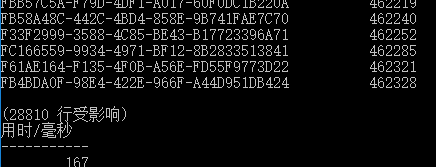 FBB57C5A-F79D-4DF1-A017-60F0DC1B220A 462219
FB58A48C-442C-4BD4-858E-9B741FAE7C70 462240
F33F2999-3588-4C85-BE43-B17723396A71 462252
FC166559-9934-4971-BF12-8B2833513841 462285
F61AE164-F135-4F0B-A56E-FD55F9773D22 462321
FB4BDA0F-98E4-422E-966F-A44D951DB424 462328
(28810 行受影响)
用时/毫秒
-----------
167